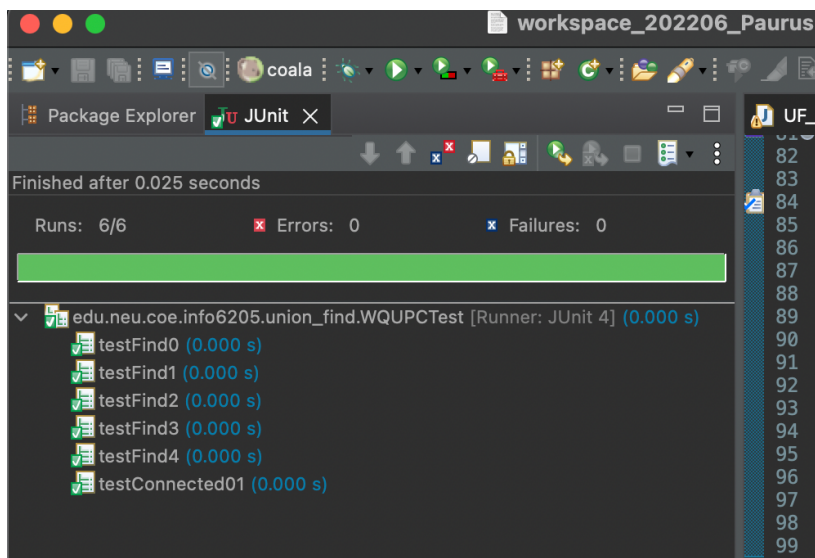 workspace_202206_Paurus
coala
Package Explorer JUnit
UF_
Finished after 0.025 seconds
Runs: 6/6 Errors: 0 Failures: 0
edu.neu.coe.info6205.union_find.WQUPCTest [Runner: JUnit 4] (0.000 s)
testFind0 (0.000 s)
testFind1 (0.000 s)
testFind2 (0.000 s)
testFind3 (0.000 s)
testFind4 (0.000 s)
testConnected01 (0.000 s)
82
83
84
85
86
87
88
89
90
91
92
93
94
95
96
97
98
99